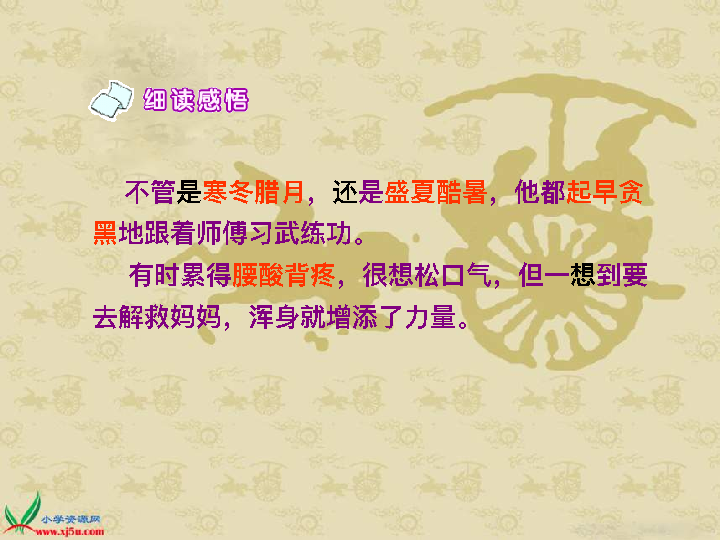 细读感悟
不管是寒冬腊月，还是盛夏酷暑，他都起早贪
黑地跟着师傅习武练功。
有时累得腰酸背疼，很想松口气，但一想到要
去解救妈妈，浑身就增添了力量。
小学资源网
www.xj5u.com